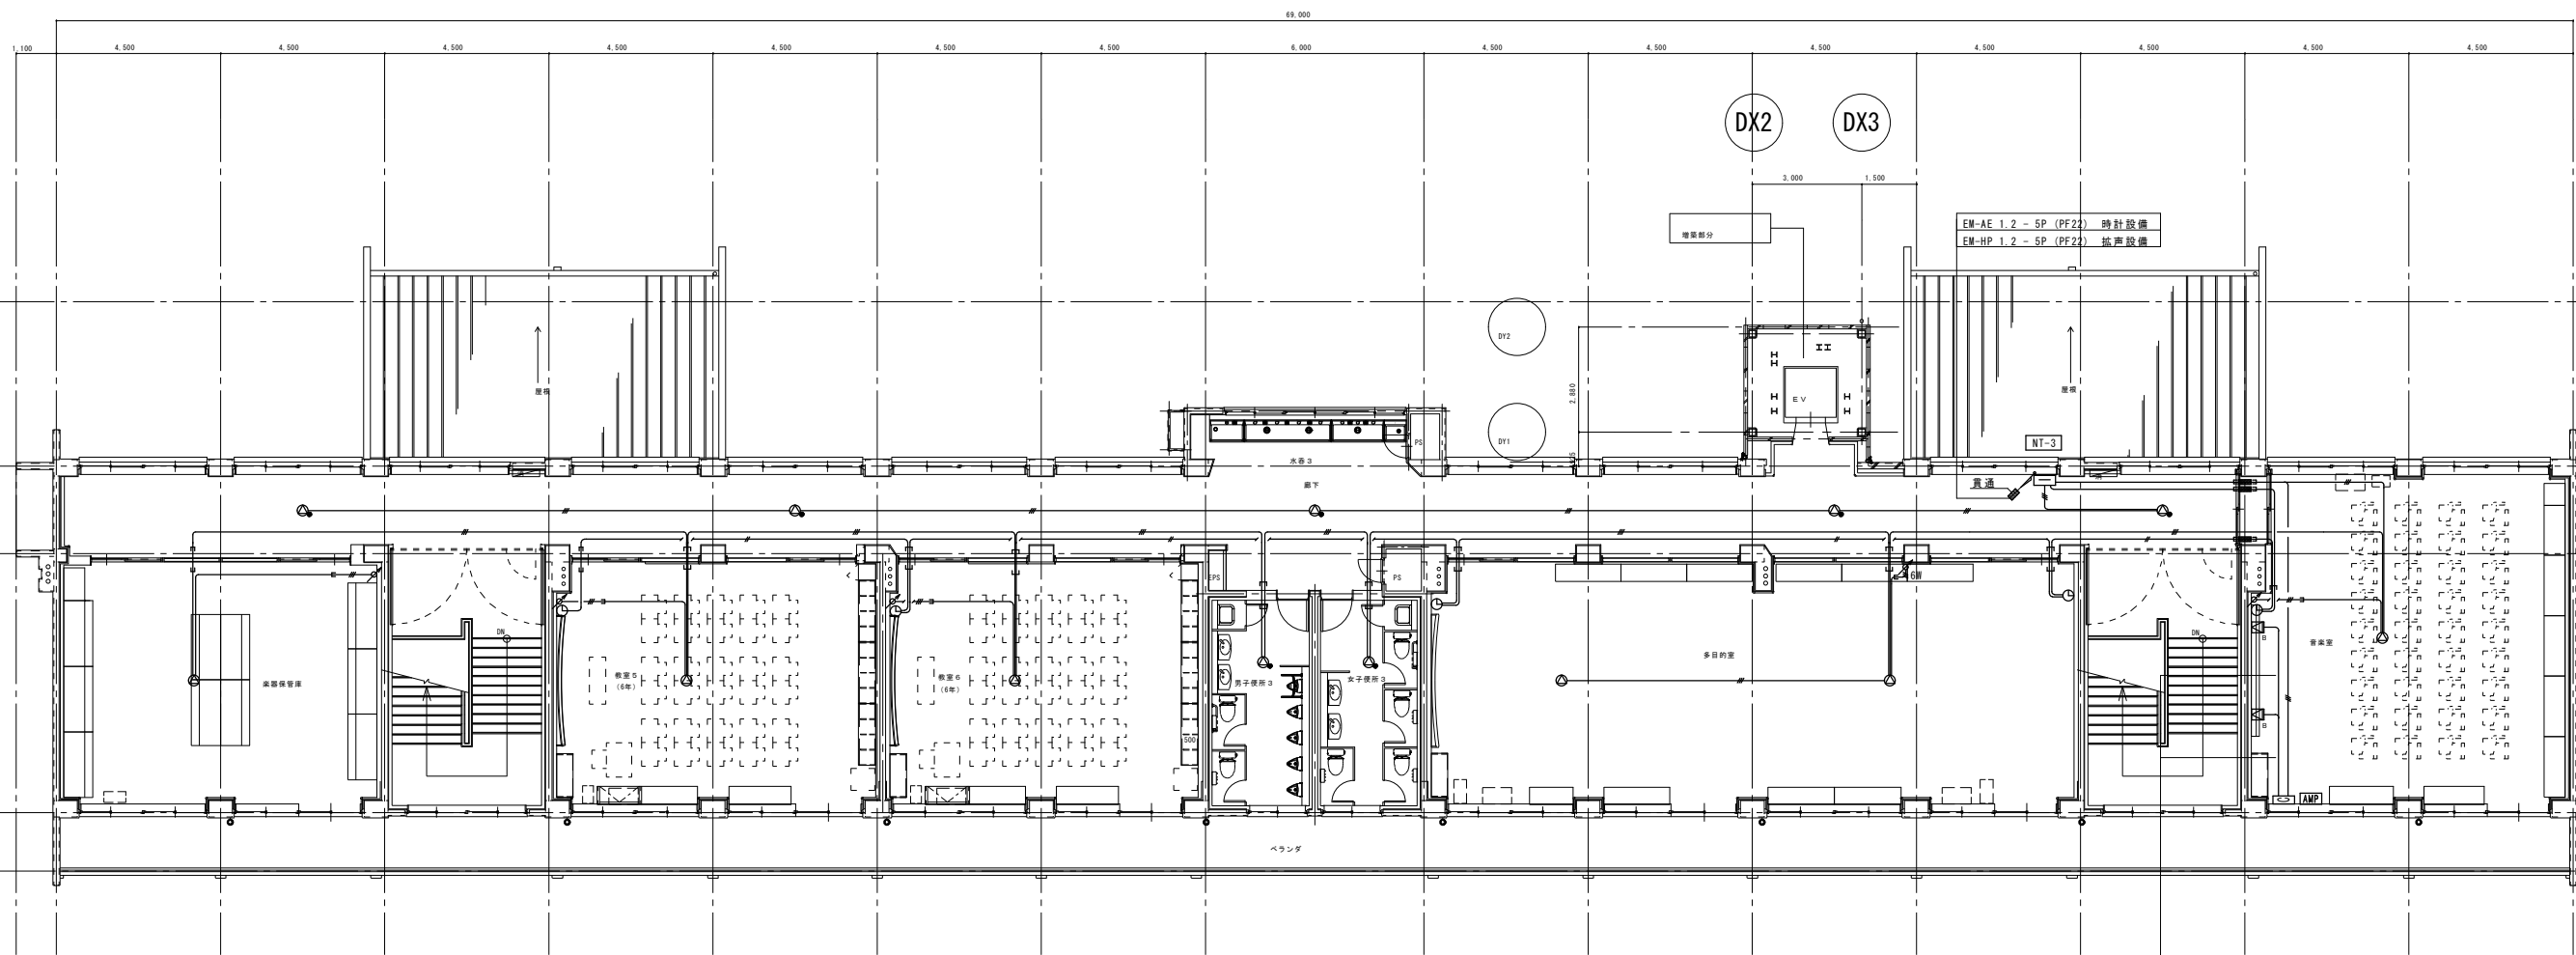 69,000
1,100 4,500 4,500 4,500 4,500 4,500 4,500 4,500 6,000 4,500 4,500 4,500 4,500 4,500 4,500 4,500
DX2 DX3
3,000 1,500
増築部分
EM-AE 1.2 - 5P (PF22) 時計設備
EM-HP 1.2 - 5P (PF22) 拡声設備
DY2
屋根
屋根
2,880
EV
DY1
PS
NT-3
水呑3
貫通
廊下
EPS
PS
16W
DN
DN
音楽室
多目的室
楽器保管庫
教室5
(6年)
教室6
(6年)
男子便所3
女子便所3
B
B
500
AMP
ベランダ